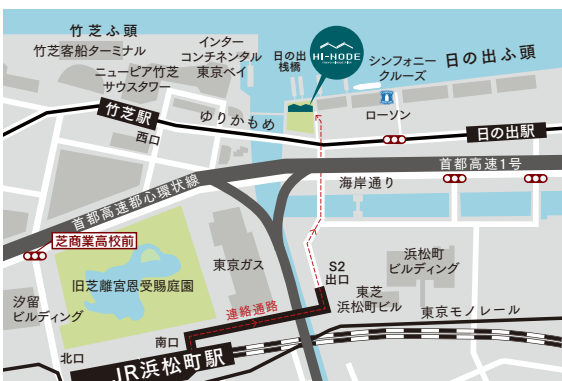 竹芝ふ頭
竹芝客船ターミナル
インター
コンチネンタル
東京ベイ
ニューピア竹芝
サウスタワー
日の出
桟橋
HI-NODE
シンフォニー
クルーズ
日の出ふ頭
ローソン
竹芝駅
西口
ゆりかもめ
日の出駅
首都高速1号
首都高速都心環状線
海岸通り
芝商業高校前
旧芝離宮恩賜庭園
東京ガス
S2
出口
浜松町
ビルディング
汐留
ビルディング
東芝
浜松町ビル
連絡通路
東京モノレール
南口
北口
JR浜松町駅